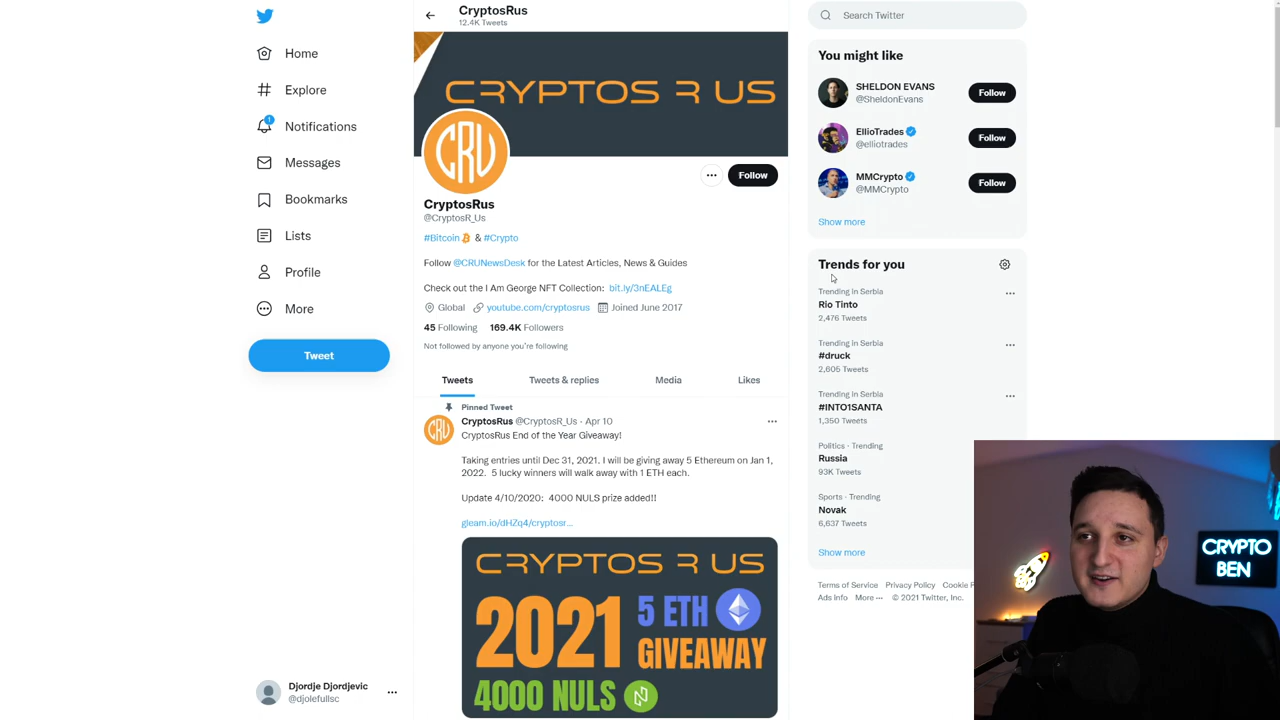 Home
Explore
1
Notifications
Messages
Bookmarks
Lists
Profile
More
Tweet
Djordje Djordjevic
@djolefullsc
CryptosRus
12.4K Tweets
CRYPTOS R US
CRU
Follow
CryptosRus
@CryptosR_Us
#Bitcoin & #Crypto
Follow @CRUNewsDesk for the Latest Articles, News & Guides
Check out the I Am George NFT Collection: bit.ly/3nEALEg
Global youtube.com/cryptosrus Joined June 2017
45 Following 169.4K Followers
Not followed by anyone you're following
Tweets Tweets & replies Media Likes
Pinned Tweet
CryptosRus @CryptosR_Us · Apr 10
CryptosRus End of the Year Giveaway!
Taking entries until Dec 31, 2021. I will be giving away 5 Ethereum on Jan 1,
2022. 5 lucky winners will walk away with 1 ETH each.
Update 4/10/2020: 4000 NULS prize added!!
gleam.io/dHZq4/cryptosr...
CRU
CRYPTOS R US
2021 5 ETH
GIVEAWAY
4000 NULS
Search Twitter
You might like
SHELDON EVANS
@SheldonEvans
Follow
EllioTrades
@elliotrades
Follow
MMCrypto
@MMCrypto
Follow
Show more
Trends for you
Trending in Serbia
Rio Tinto
2,476 Tweets
Trending in Serbia
#druck
2,605 Tweets
Trending in Serbia
#INTO1SANTA
1,350 Tweets
Politics · Trending
Russia
93K Tweets
Sports · Trending
Novak
6,637 Tweets
Show more
Terms of Service Privacy Policy Cookie P
Ads Info More ··· © 2021 Twitter, Inc.
CRYPTO
BEN